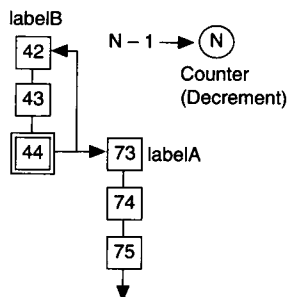 labelB
42
N – 1
N
43
Counter
(Decrement)
44
73
labelA
74
75